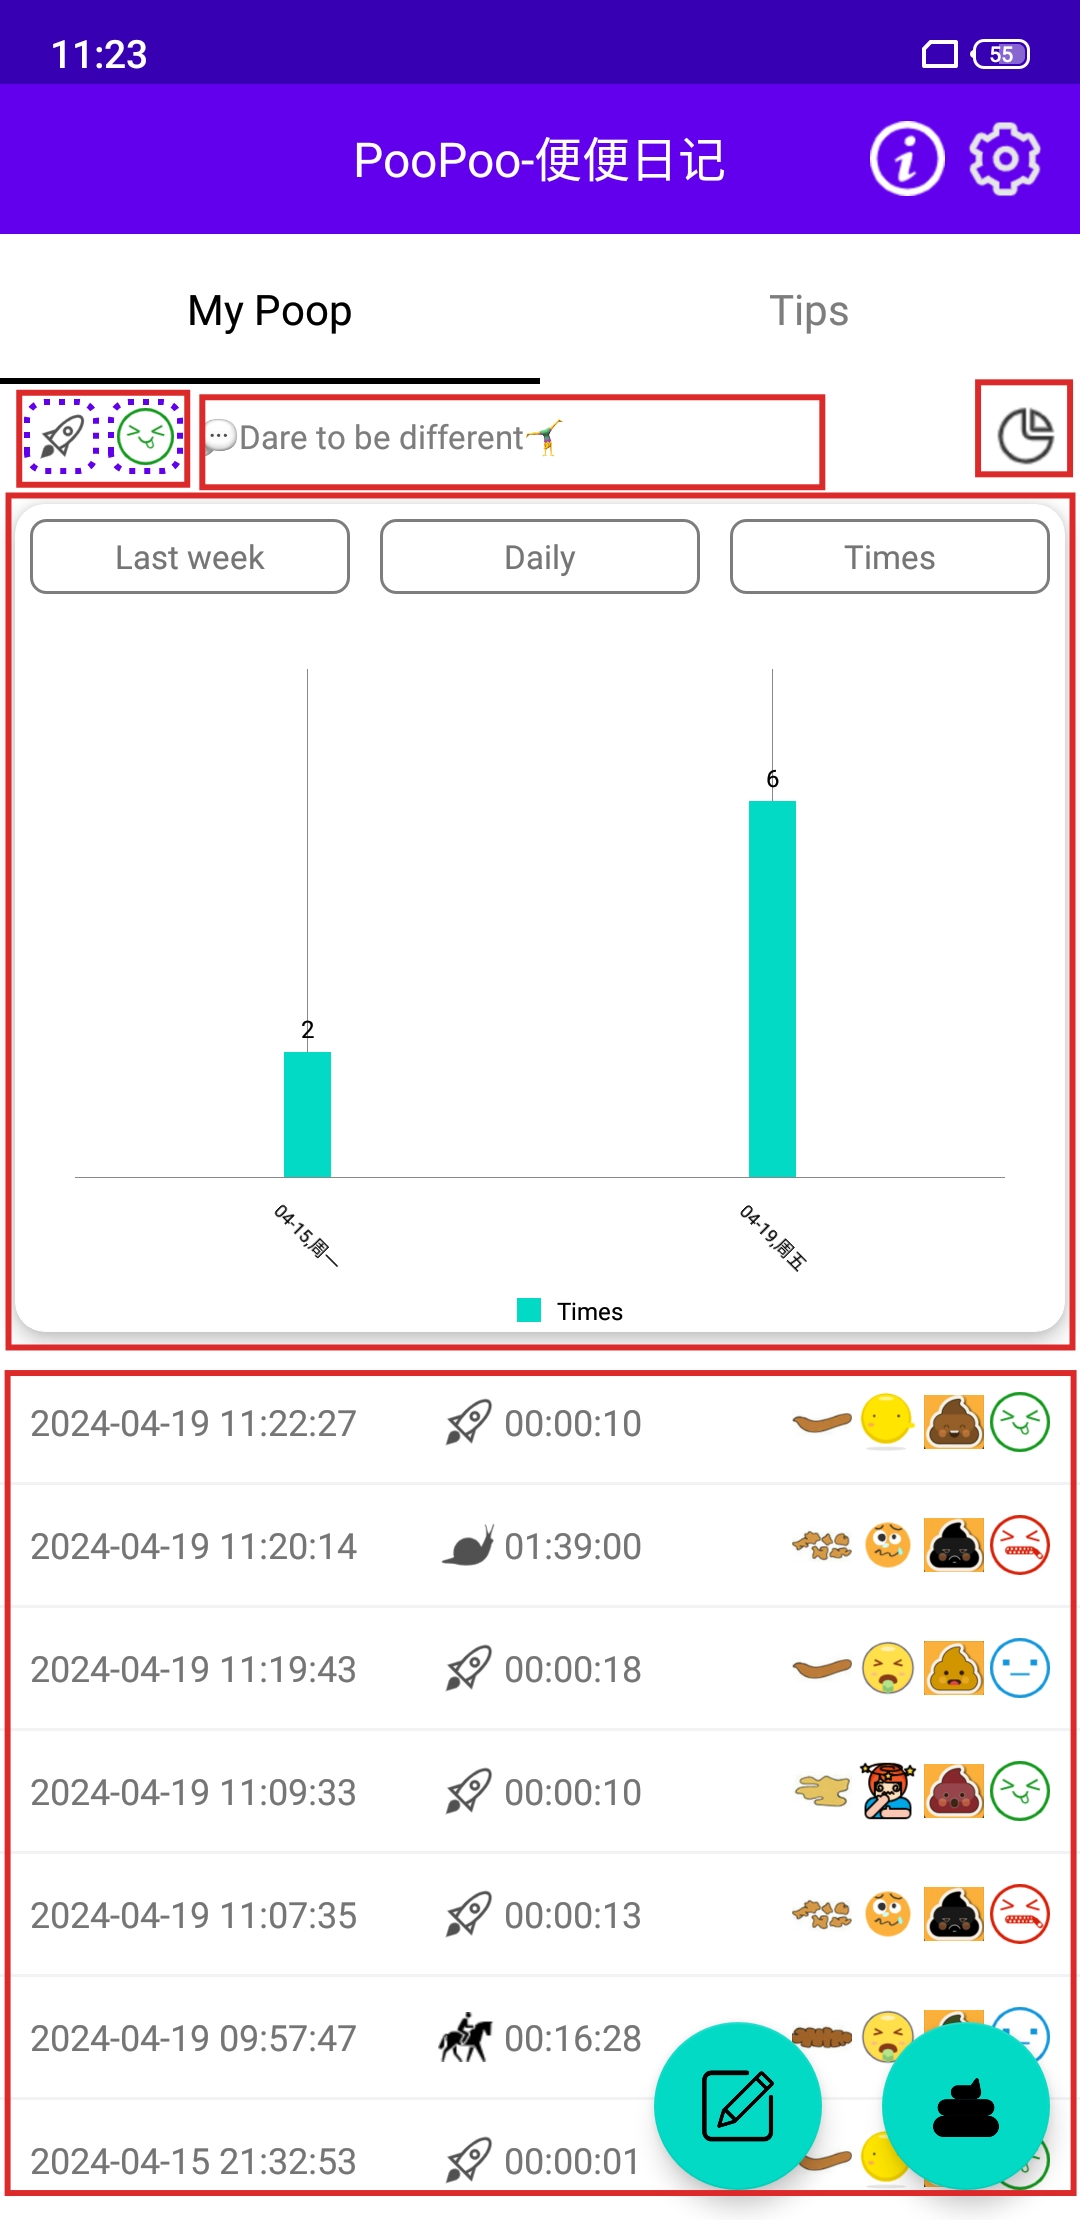 11:23
55
PooPoo-便便日记
My Poop
Tips
Dare to be different
Last week
Daily
Times
6
2
04-15,周一
04-19,周五
Times
2024-04-19 11:22:27 00:00:10
2024-04-19 11:20:14 01:39:00
2024-04-19 11:19:43 00:00:18
2024-04-19 11:09:33 00:00:10
2024-04-19 11:07:35 00:00:13
2024-04-19 09:57:47 00:16:28
2024-04-15 21:32:53 00:00:01